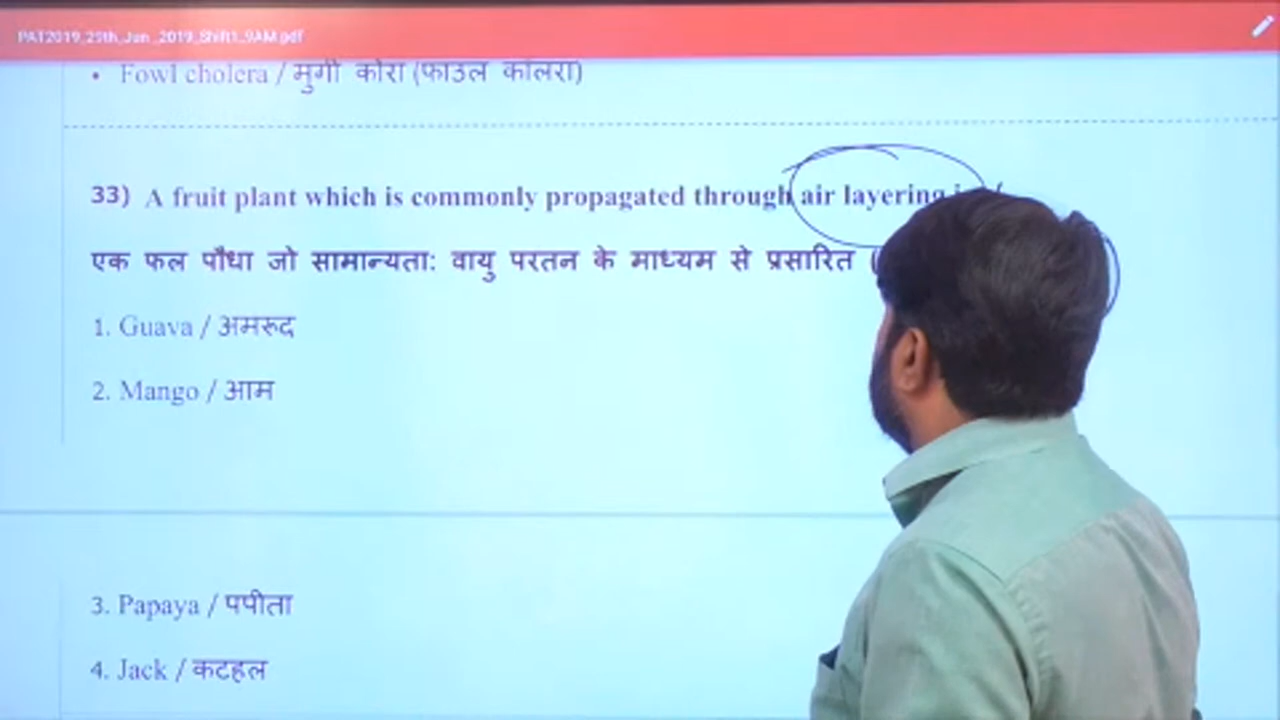 PAT2019_29th_Jun_2019_Shift1_9AM.pdf
• Fowl cholera / मुर्गी कोरा (फाउल कॉलरा)
33) A fruit plant which is commonly propagated through air layering
एक फल पौधा जो सामान्यता: वायु परतन के माध्यम से प्रसारित
1. Guava / अमरूद
2. Mango / आम
3. Papaya / पपीता
4. Jack / कटहल